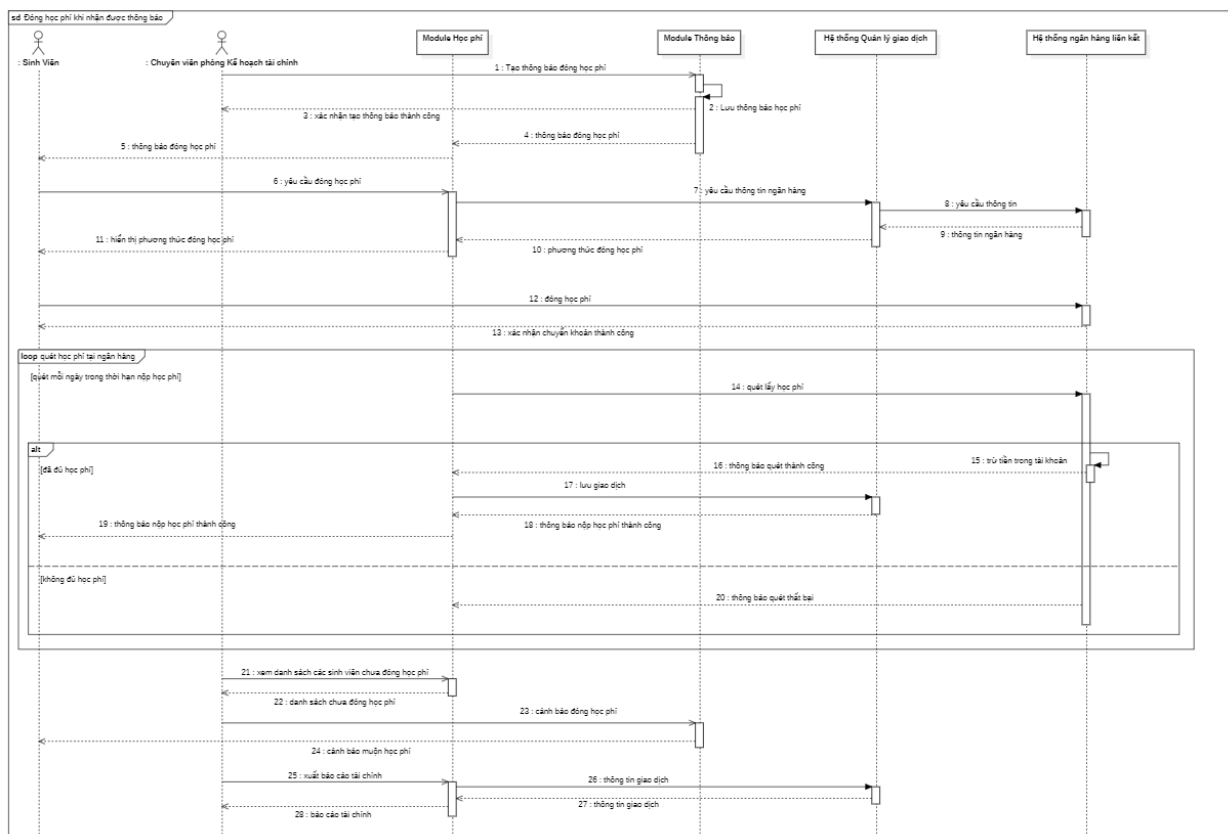 sd Đóng học phí khi nhận được thông báo
: Sinh Viên
: Chuyên viên phòng Kế hoạch tài chính
Module Học phí
Module Thông báo
Hệ thống Quản lý giao dịch
Hệ thống ngân hàng liên kết
1 : Tạo thông báo đóng học phí
2 : Lưu thông báo học phí
3 : xác nhận tạo thông báo thành công
4 : thông báo đóng học phí
5 : thông báo đóng học phí
6 : yêu cầu đóng học phí
7 : yêu cầu thông tin ngân hàng
8 : yêu cầu thông tin
9 : thông tin ngân hàng
10 : phương thức đóng học phí
11 : hiển thị phương thức đóng học phí
12 : đóng học phí
13 : xác nhận chuyển khoản thành công
loop quét học phí tại ngân hàng
[quét mỗi ngày trong thời hạn nộp học phí]
14 : quét lấy học phí
alt
[đã đủ học phí]
15 : trừ tiền trong tài khoản
16 : thông báo quét thành công
17 : lưu giao dịch
18 : thông báo nộp học phí thành công
19 : thông báo nộp học phí thành công
[không đủ học phí]
20 : thông báo quét thất bại
21 : xem danh sách các sinh viên chưa đóng học phí
22 : danh sách chưa đóng học phí
23 : cảnh báo đóng học phí
24 : cảnh báo muộn học phí
25 : xuất báo cáo tài chính
26 : thông tin giao dịch
27 : thông tin giao dịch
28 : báo cáo tài chính